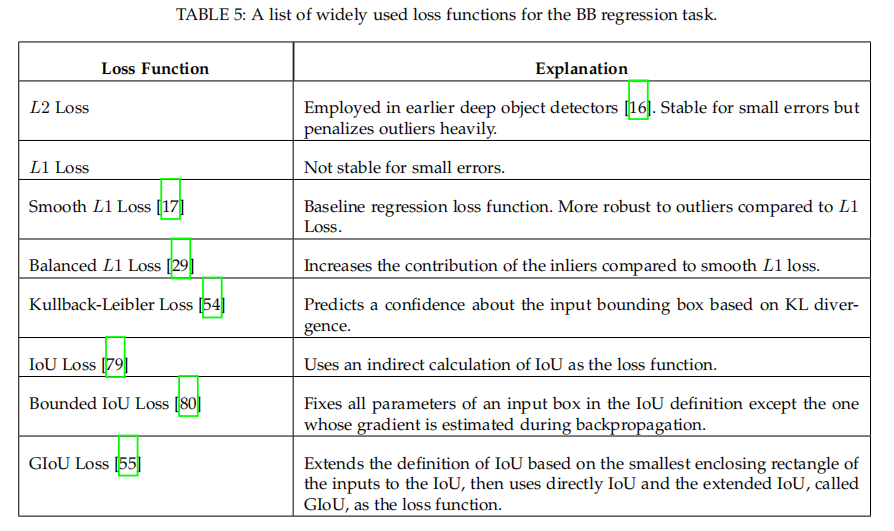 TABLE 5: A list of widely used loss functions for the BB regression task.
Loss Function Explanation
L2 Loss Employed in earlier deep object detectors [16]. Stable for small errors but
penalizes outliers heavily.
L1 Loss Not stable for small errors.
Smooth L1 Loss [17] Baseline regression loss function. More robust to outliers compared to L1
Loss.
Balanced L1 Loss [29] Increases the contribution of the inliers compared to smooth L1 loss.
Kullback-Leibler Loss [54] Predicts a confidence about the input bounding box based on KL diver-
gence.
IoU Loss [79] Uses an indirect calculation of IoU as the loss function.
Bounded IoU Loss [80] Fixes all parameters of an input box in the IoU definition except the one
whose gradient is estimated during backpropagation.
GIoU Loss [55] Extends the definition of IoU based on the smallest enclosing rectangle of
the inputs to the IoU, then uses directly IoU and the extended IoU, called
GIoU, as the loss function.